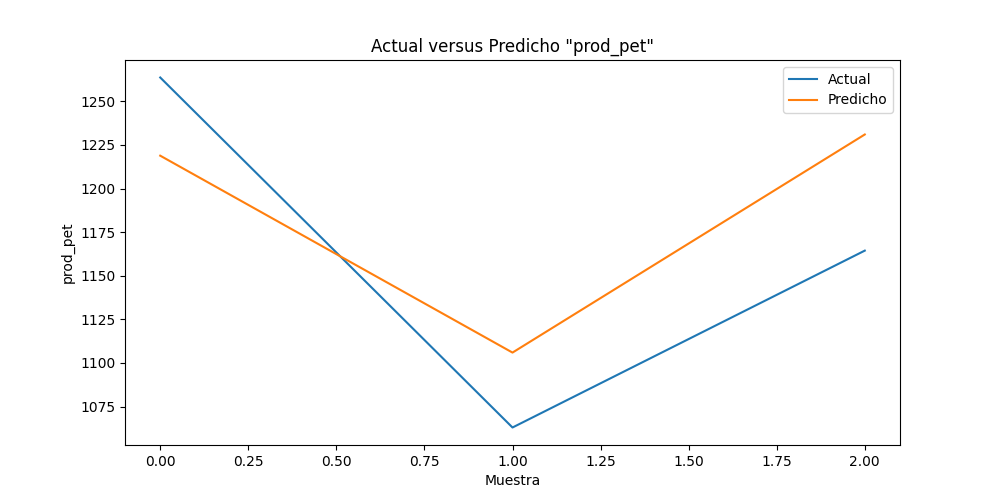 Actual versus Predicho "prod_pet"
Actual
Predicho
prod_pet
1250
1225
1200
1175
1150
1125
1100
1075
0.00 0.25 0.50 0.75 1.00 1.25 1.50 1.75 2.00
Muestra